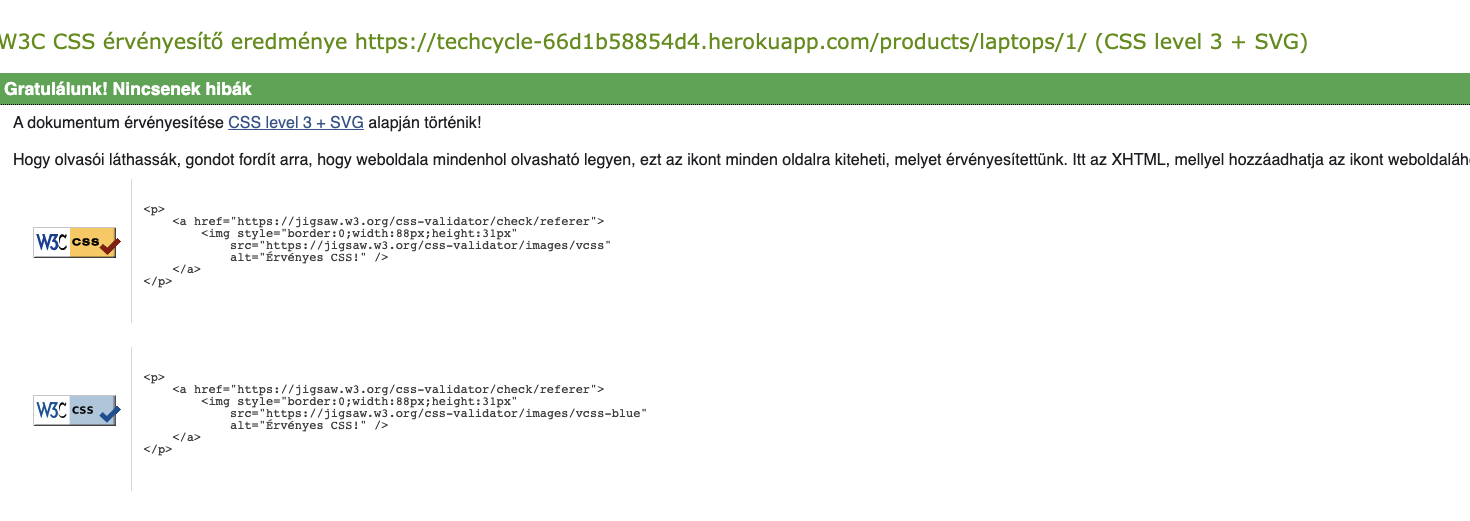 W3C CSS érvényesítő eredménye https://techcycle-66d1b58854d4.herokuapp.com/products/laptops/1/ (CSS level 3 + SVG)
Gratulálunk! Nincsenek hibák
A dokumentum érvényesítése CSS level 3 + SVG alapján történik!
Hogy olvasói láthassák, gondot fordít arra, hogy weboldala mindenhol olvasható legyen, ezt az ikont minden oldalra kiteheti, melyet érvényesítettünk. Itt az XHTML, mellyel hozzáadhatja az ikont
W3C css
<p>
<a href="https://jigsaw.w3.org/css-validator/check/referer">
<img style="border:0;width:88px;height:31px"
src="https://jigsaw.w3.org/css-validator/images/vcss"
alt="Érvényes CSS!" />
</a>
</p>
W3C css
<p>
<a href="https://jigsaw.w3.org/css-validator/check/referer">
<img style="border:0;width:88px;height:31px"
src="https://jigsaw.w3.org/css-validator/images/vcss-blue"
alt="Érvényes CSS!" />
</a>
</p>